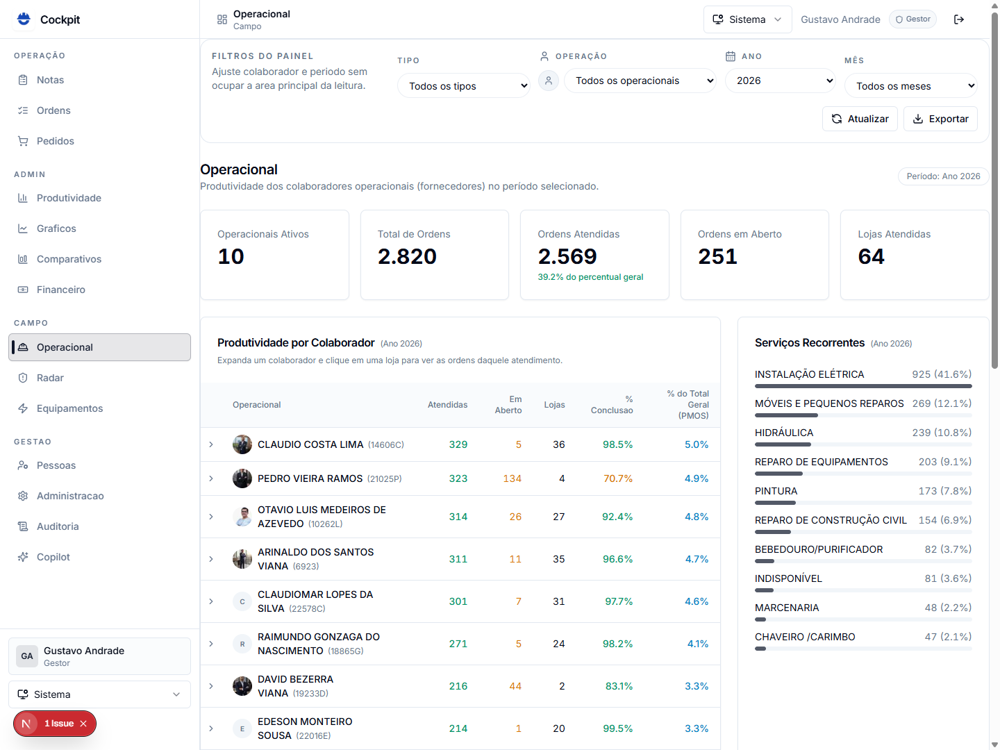 Cockpit
OPERAÇÃO
Notas
Ordens
Pedidos
ADMIN
Produtividade
Graficos
Comparativos
Financeiro
CAMPO
Operacional
Radar
Equipamentos
GESTAO
Pessoas
Administracao
Auditoria
Copilot
GA
Gustavo Andrade
Gestor
Sistema
N
1 Issue
Operacional
Campo
Sistema
Gustavo Andrade
Gestor
FILTROS DO PAINEL
Ajuste colaborador e periodo sem
ocupar a area principal da leitura.
TIPO
Todos os tipos
OPERAÇÃO
Todos os operacionais
ANO
2026
MÊS
Todos os meses
Atualizar
Exportar
Operacional
Produtividade dos colaboradores operacionais (fornecedores) no período selecionado.
Período: Ano 2026
Operacionais Ativos
10
Total de Ordens
2.820
Ordens Atendidas
2.569
39.2% do percentual geral
Ordens em Aberto
251
Lojas Atendidas
64
Produtividade por Colaborador (Ano 2026)
Expanda um colaborador e clique em uma loja para ver as ordens daquele atendimento.
Operacional
Atendidas
Em
Aberto
Lojas
%
Conclusao
% do Total
Geral
(PMOS)
CLAUDIO COSTA LIMA (14606C) 329 5 36 98.5% 5.0%
PEDRO VIEIRA RAMOS (21025P) 323 134 4 70.7% 4.9%
OTAVIO LUIS MEDEIROS DE
AZEVEDO (10262L) 314 26 27 92.4% 4.8%
ARINALDO DOS SANTOS
VIANA (6923) 311 11 35 96.6% 4.7%
C
CLAUDIOMAR LOPES DA
SILVA (22578C) 301 7 31 97.7% 4.6%
R
RAIMUNDO GONZAGA DO
NASCIMENTO (18865G) 271 5 24 98.2% 4.1%
DAVID BEZERRA
VIANA (19233D) 216 44 2 83.1% 3.3%
E
EDESON MONTEIRO
SOUSA (22016E) 214 1 20 99.5% 3.3%
Serviços Recorrentes (Ano 2026)
INSTALAÇÃO ELÉTRICA 925 (41.6%)
MÓVEIS E PEQUENOS REPAROS 269 (12.1%)
HIDRÁULICA 239 (10.8%)
REPARO DE EQUIPAMENTOS 203 (9.1%)
PINTURA 173 (7.8%)
REPARO DE CONSTRUÇÃO CIVIL 154 (6.9%)
BEBEDOURO/PURIFICADOR 82 (3.7%)
INDISPONÍVEL 81 (3.6%)
MARCENARIA 48 (2.2%)
CHAVEIRO /CARIMBO 47 (2.1%)